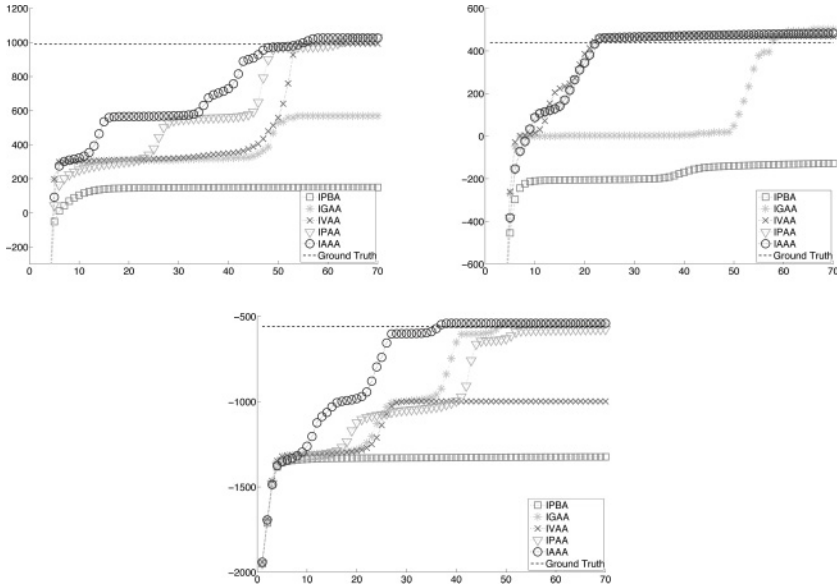 1200
1000
800
600
400
200
0
-200
0 10 20 30 40 50 60 70
IPBA
IGAA
IVAA
IPAA
IAAA
Ground Truth
600
400
200
0
-200
-400
-600
0 10 20 30 40 50 60 70
IPBA
IGAA
IVAA
IPAA
IAAA
Ground Truth
-500
-1000
-1500
-2000
0 10 20 30 40 50 60 70
IPBA
IGAA
IVAA
IPAA
IAAA
Ground Truth